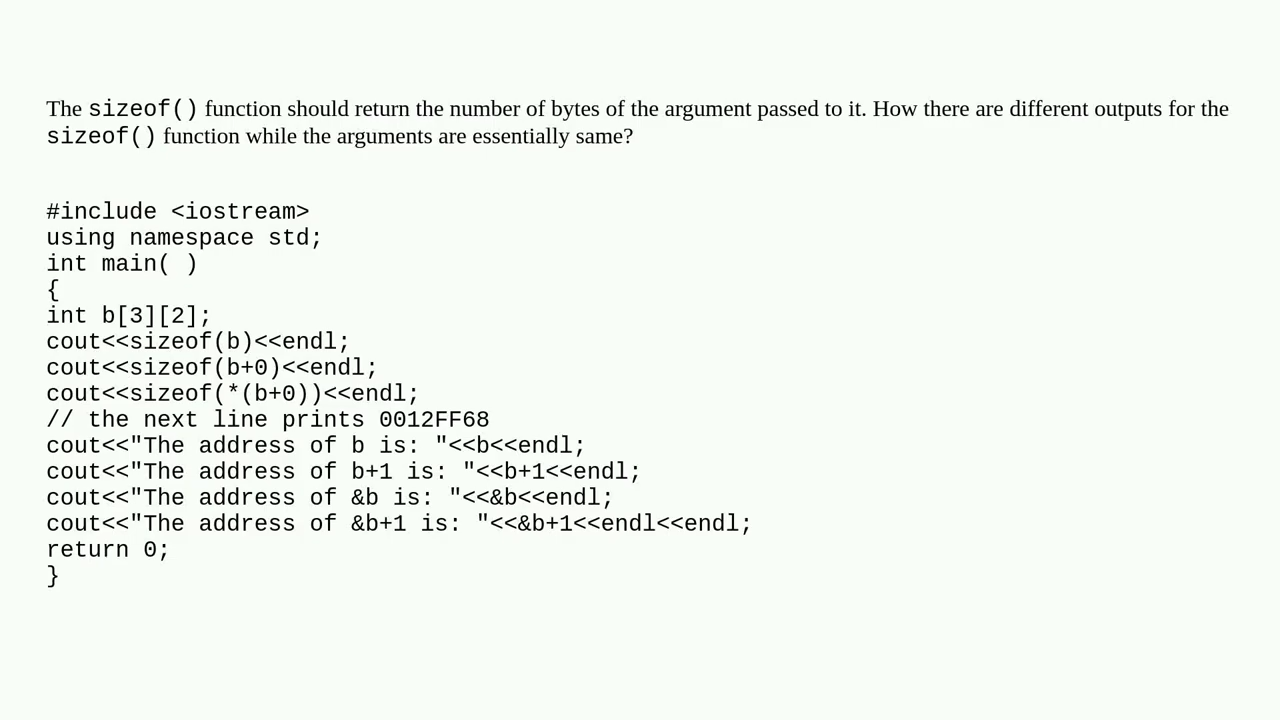 The sizeof() function should return the number of bytes of the argument passed to it. How there are different outputs for the
sizeof() function while the arguments are essentially same?
#include <iostream>
using namespace std;
int main( )
{
int b[3][2];
cout<<sizeof(b)<<endl;
cout<<sizeof(b+0)<<endl;
cout<<sizeof(*(b+0))<<endl;
// the next line prints 0012FF68
cout<<"The address of b is: "<<b<<endl;
cout<<"The address of b+1 is: "<<b+1<<endl;
cout<<"The address of &b is: "<<&b<<endl;
cout<<"The address of &b+1 is: "<<&b+1<<endl<<endl;
return 0;
}